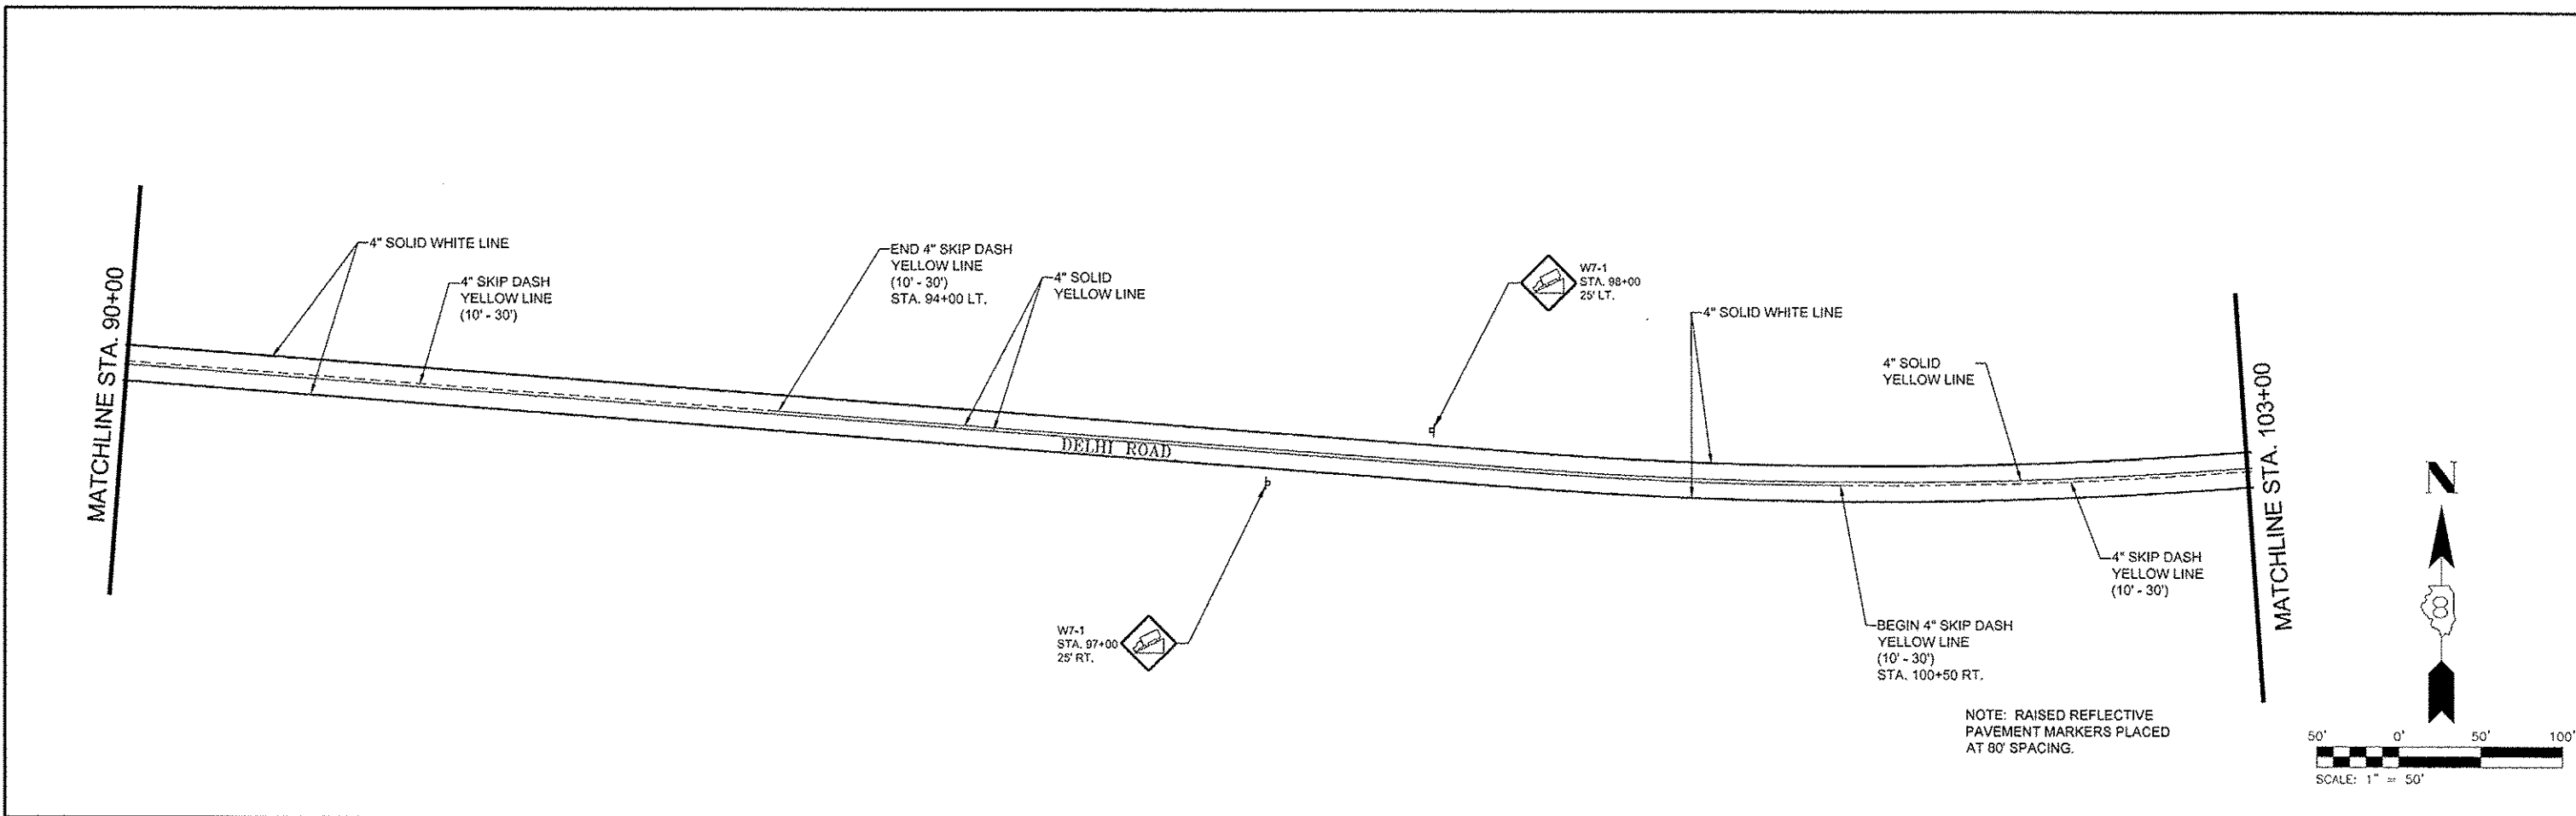 MATCHLINE STA. 90+00
4" SOLID WHITE LINE
4" SKIP DASH
YELLOW LINE
(10' - 30')
END 4" SKIP DASH
YELLOW LINE
(10' - 30')
STA. 94+00 LT.
4" SOLID
YELLOW LINE
DELHI ROAD
W7-1
STA. 97+00
25' RT.
W7-1
STA. 98+00
25' LT.
4" SOLID WHITE LINE
4" SOLID
YELLOW LINE
4" SKIP DASH
YELLOW LINE
(10' - 30')
BEGIN 4" SKIP DASH
YELLOW LINE
(10' - 30')
STA. 100+50 RT.
MATCHLINE STA. 103+00
NOTE: RAISED REFLECTIVE
PAVEMENT MARKERS PLACED
AT 80' SPACING.
N
50' 0' 50' 100'
SCALE: 1" = 50'